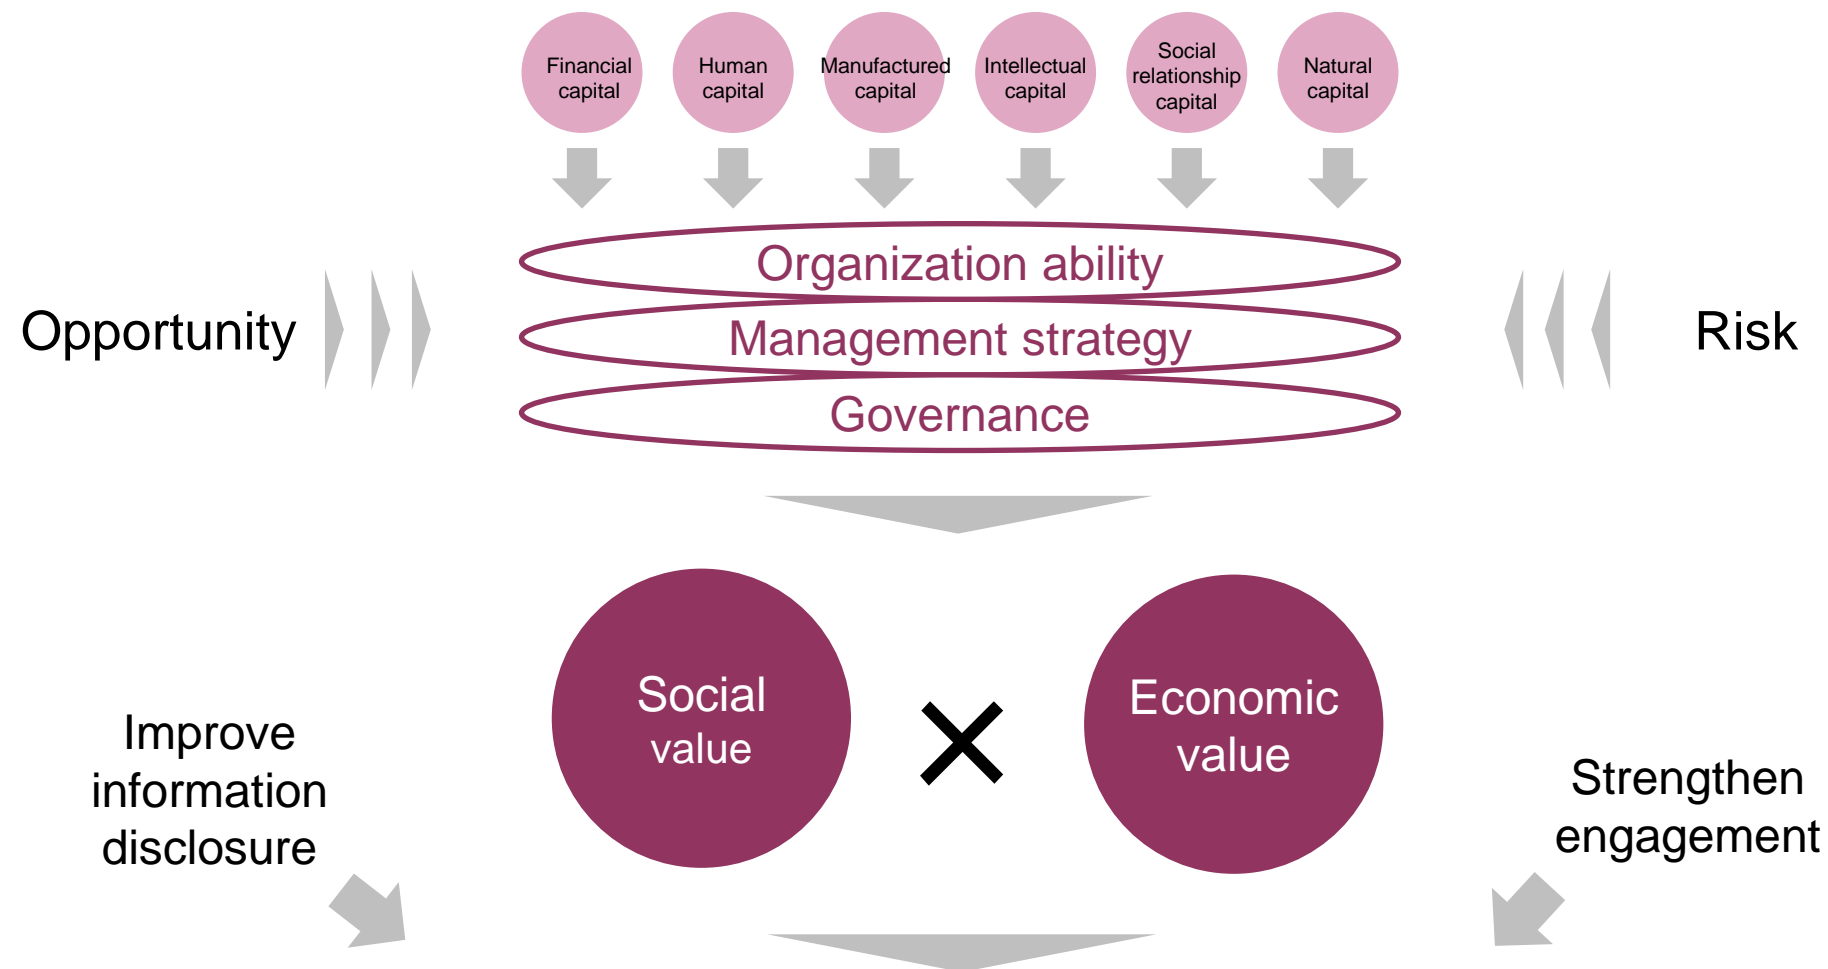 Financial
capital
Human
capital
Manufactured
capital
Intellectual
capital
Social
relationship
capital
Natural
capital
Organization ability
Management strategy
Governance
Opportunity
Risk
Social
value
Economic
value
Improve
information
disclosure
Strengthen
engagement